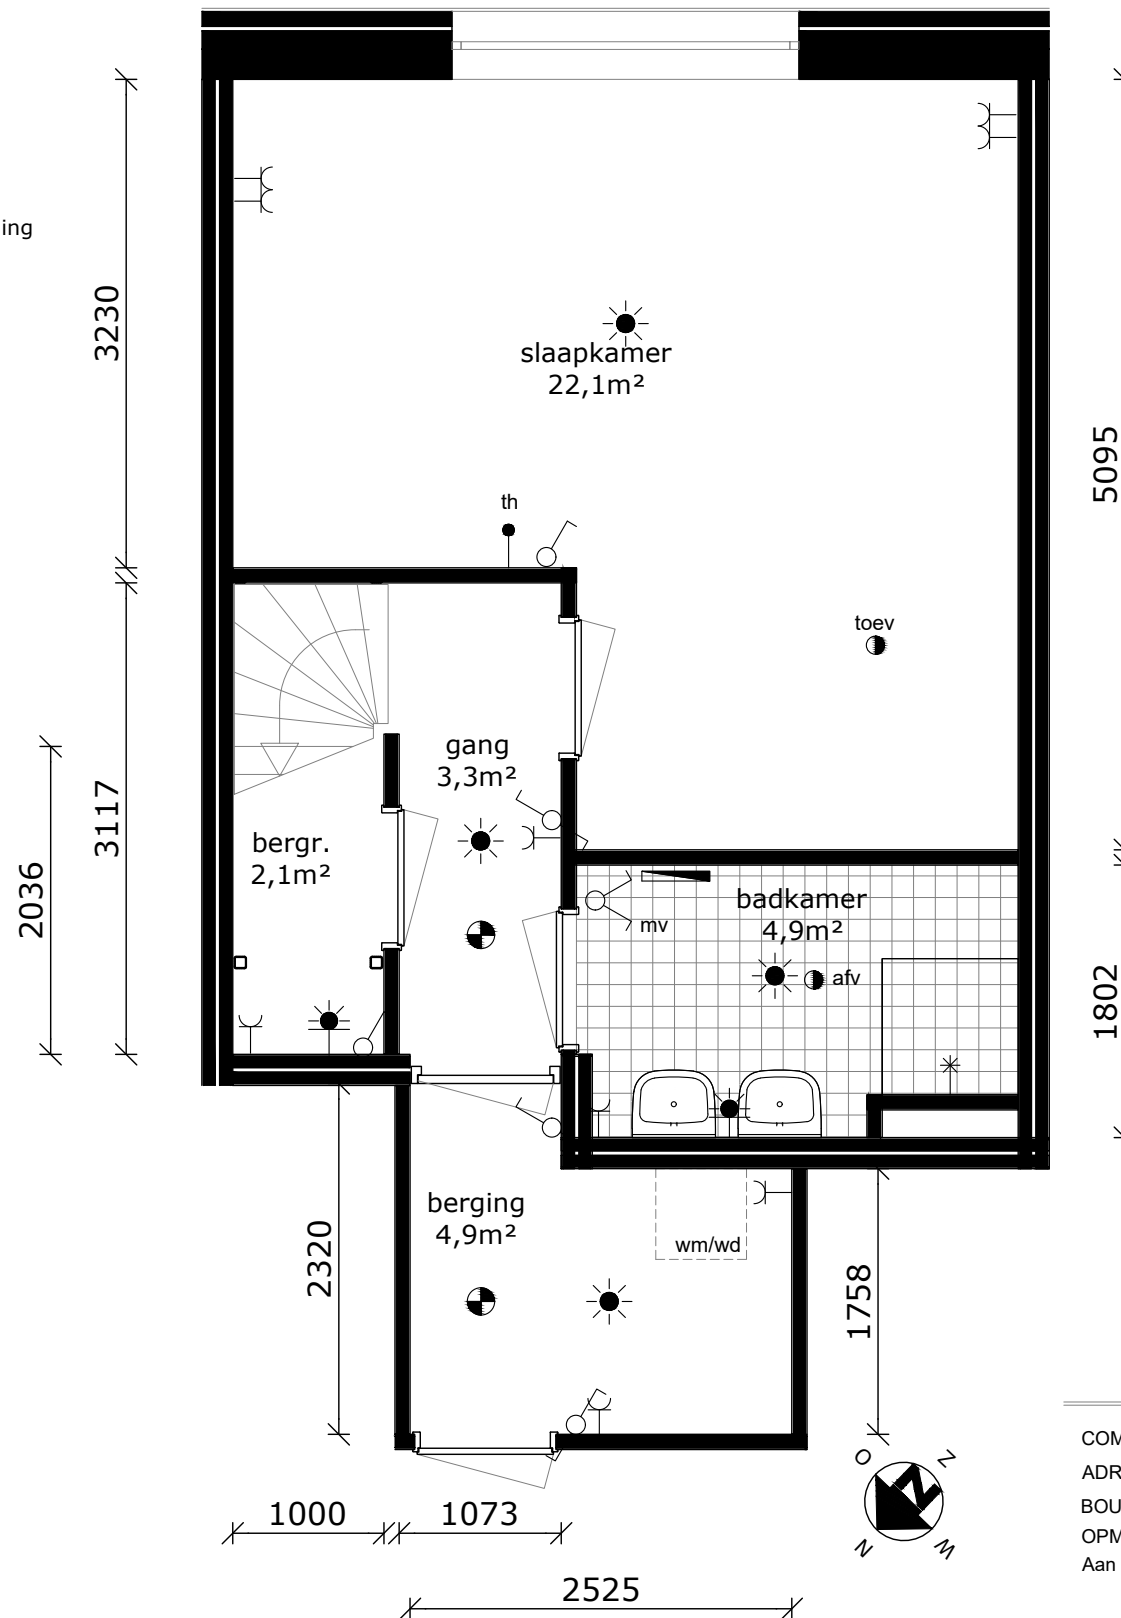 ing
3230
slaapkamer
22,1m²
5095
th
toev
gang
3,3m²
3117
2036
bergr.
2,1m²
badkamer
4,9m²
mv
afv
1802
berging
4,9m²
wm/wd
2320
1758
COM
ADR
BOU
OPM
Aan
O
Z
Z
N
W
1000
1073
2525